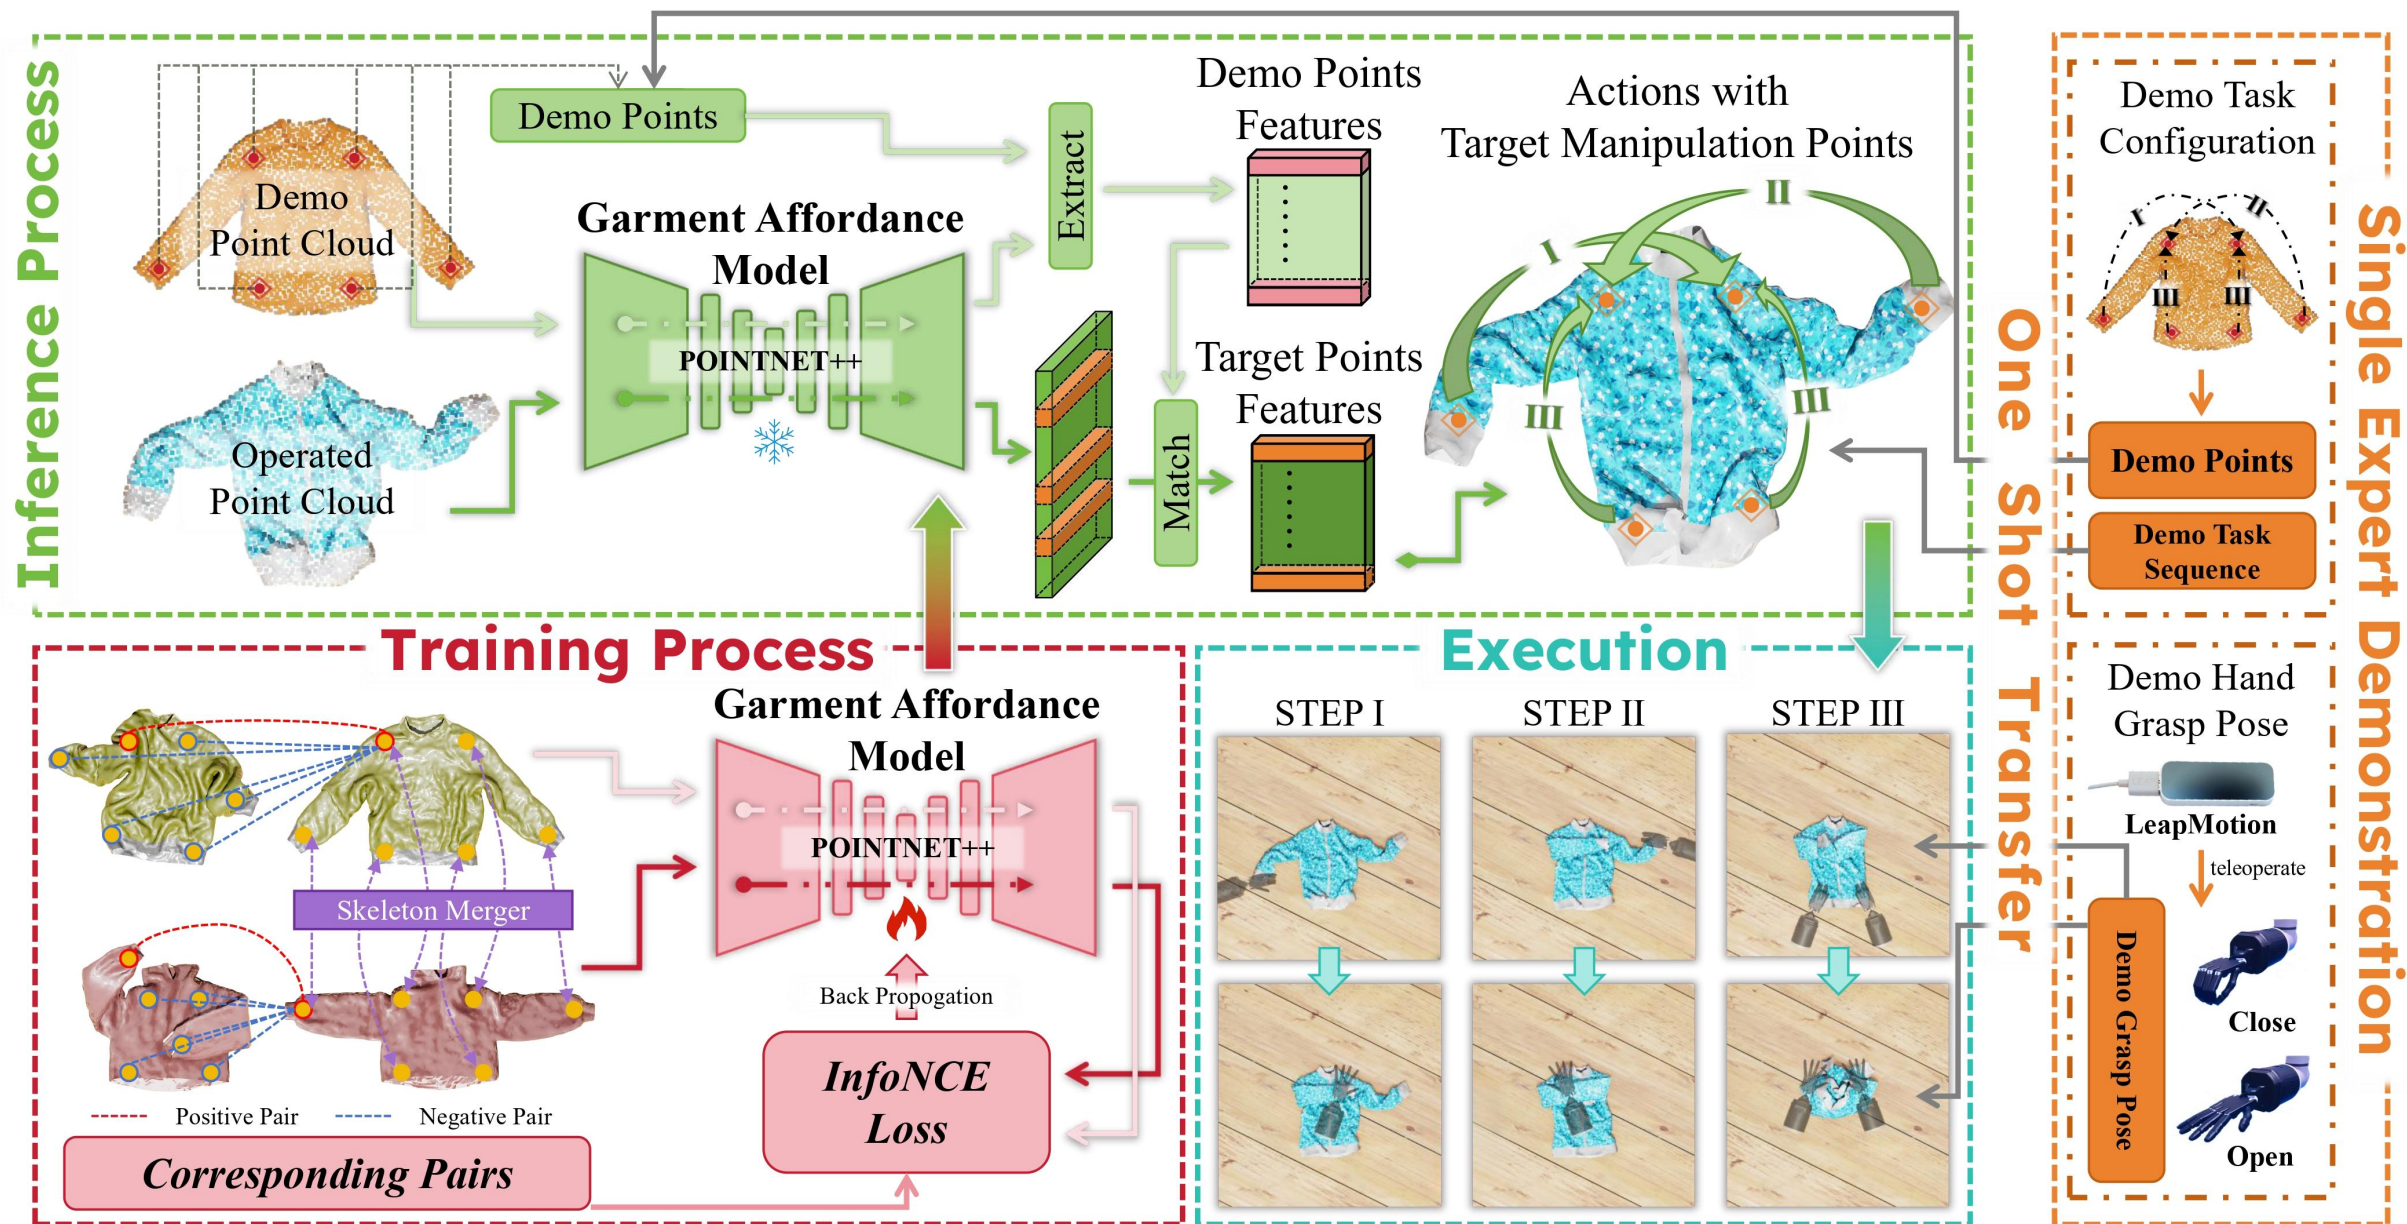 Inference Process
Demo Points
Demo
Point Cloud
Operated
Point Cloud
Garment Affordance
Model
POINTNET++
Extract
Demo Points
Features
Match
Target Points
Features
Actions with
Target Manipulation Points
I
II
III
III
Training Process
Garment Affordance
Model
POINTNET++
Skeleton Merger
Back Propogation
InfoNCE
Loss
Positive Pair
Negative Pair
Corresponding Pairs
Execution
STEP I
STEP II
STEP III
One Shot Transfer
Single Expert Demonstration
Demo Task
Configuration
I
II
III
III
Demo Points
Demo Task
Sequence
Demo Hand
Grasp Pose
LeapMotion
teleoperate
Demo Grasp Pose
Close
Open